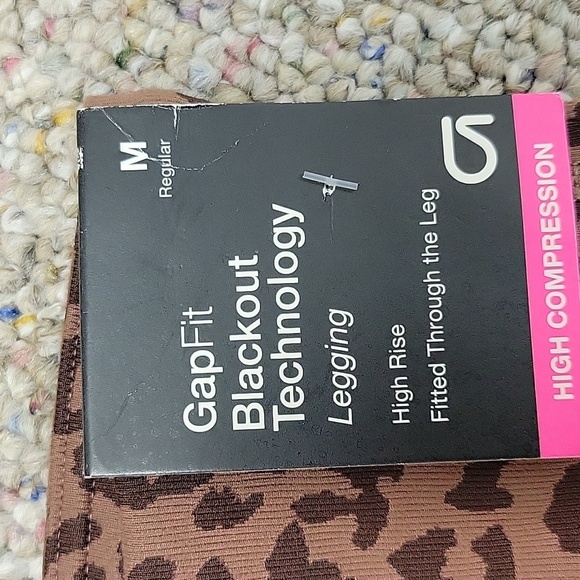 M
Regular
GapFit
Blackout
Technology
Legging
High Rise
Fitted Through the Leg
HIGH COMPRESSION